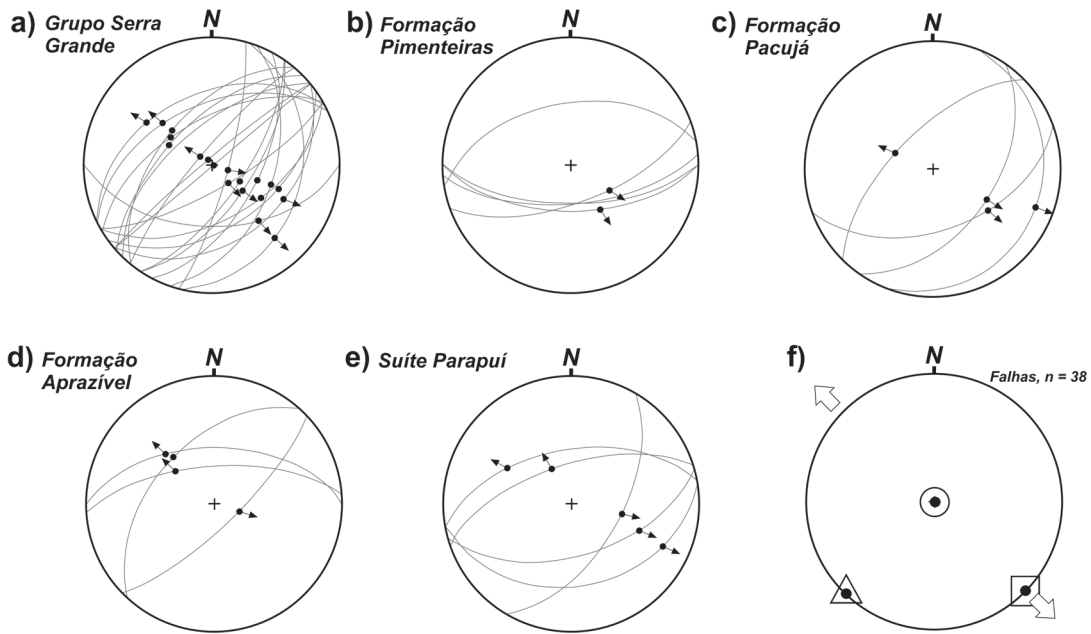 a) Grupo Serra
Grande
N
b) Formação
Pimenteiras
N
c) Formação
Pacujá
N
d) Formação
Aprazível
N
e) Suíte Parapuí
N
f)
N
Falhas, n = 38